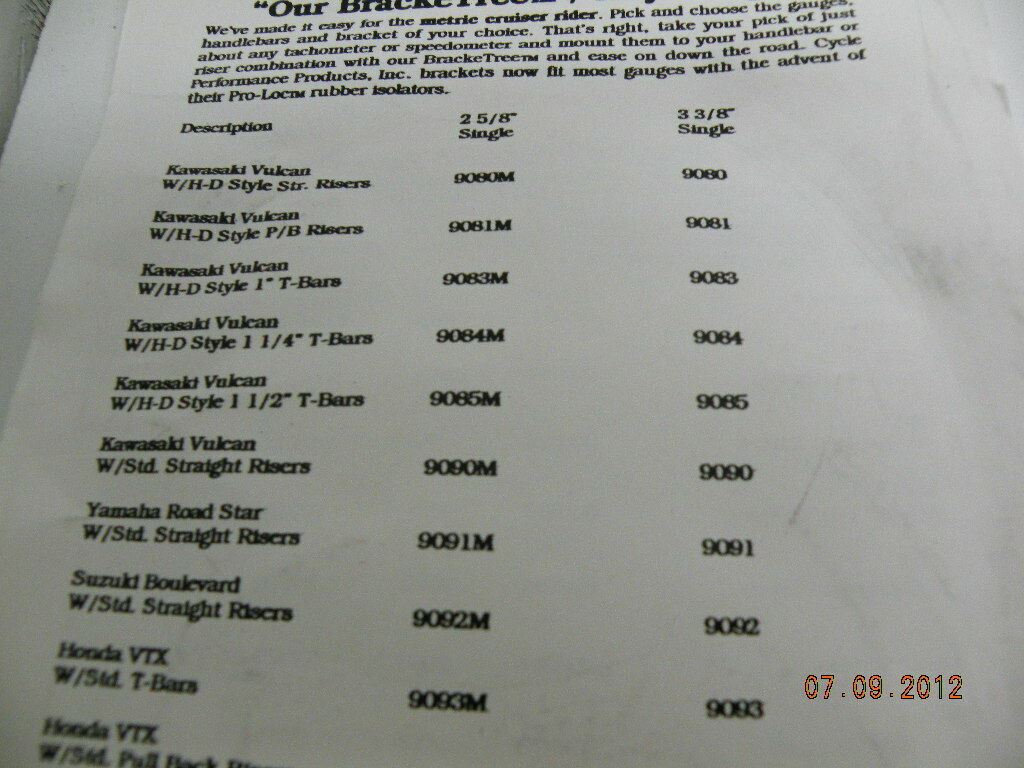 "Our BrackeTree™
We've made it easy for the metric cruiser rider. Pick and choose the gauges,
handlebars and bracket of your choice. That's right, take your pick of just
about any tachometer or speedometer and mount them to your handlebar or
riser combination with our BrackeTree™ and ease on down the road. Cycle
Performance Products, Inc. brackets now fit most gauges with the advent of
their Pro-Loc™ rubber isolators.
Description 2 5/8" Single 3 3/8" Single
Kawasaki Vulcan
W/H-D Style Str. Risers 9080M 9080
Kawasaki Vulcan
W/H-D Style P/B Risers 9081M 9081
Kawasaki Vulcan
W/H-D Style 1" T-Bars 9083M 9083
Kawasaki Vulcan
W/H-D Style 1 1/4" T-Bars 9084M 9084
Kawasaki Vulcan
W/H-D Style 1 1/2" T-Bars 9085M 9085
Kawasaki Vulcan
W/Std. Straight Risers 9090M 9090
Yamaha Road Star
W/Std. Straight Risers 9091M 9091
Suzuki Boulevard
W/Std. Straight Risers 9092M 9092
Honda VTX
W/Std. T-Bars 9093M 9093
Honda VTX
W/Std. Pull Back
07.09.2012